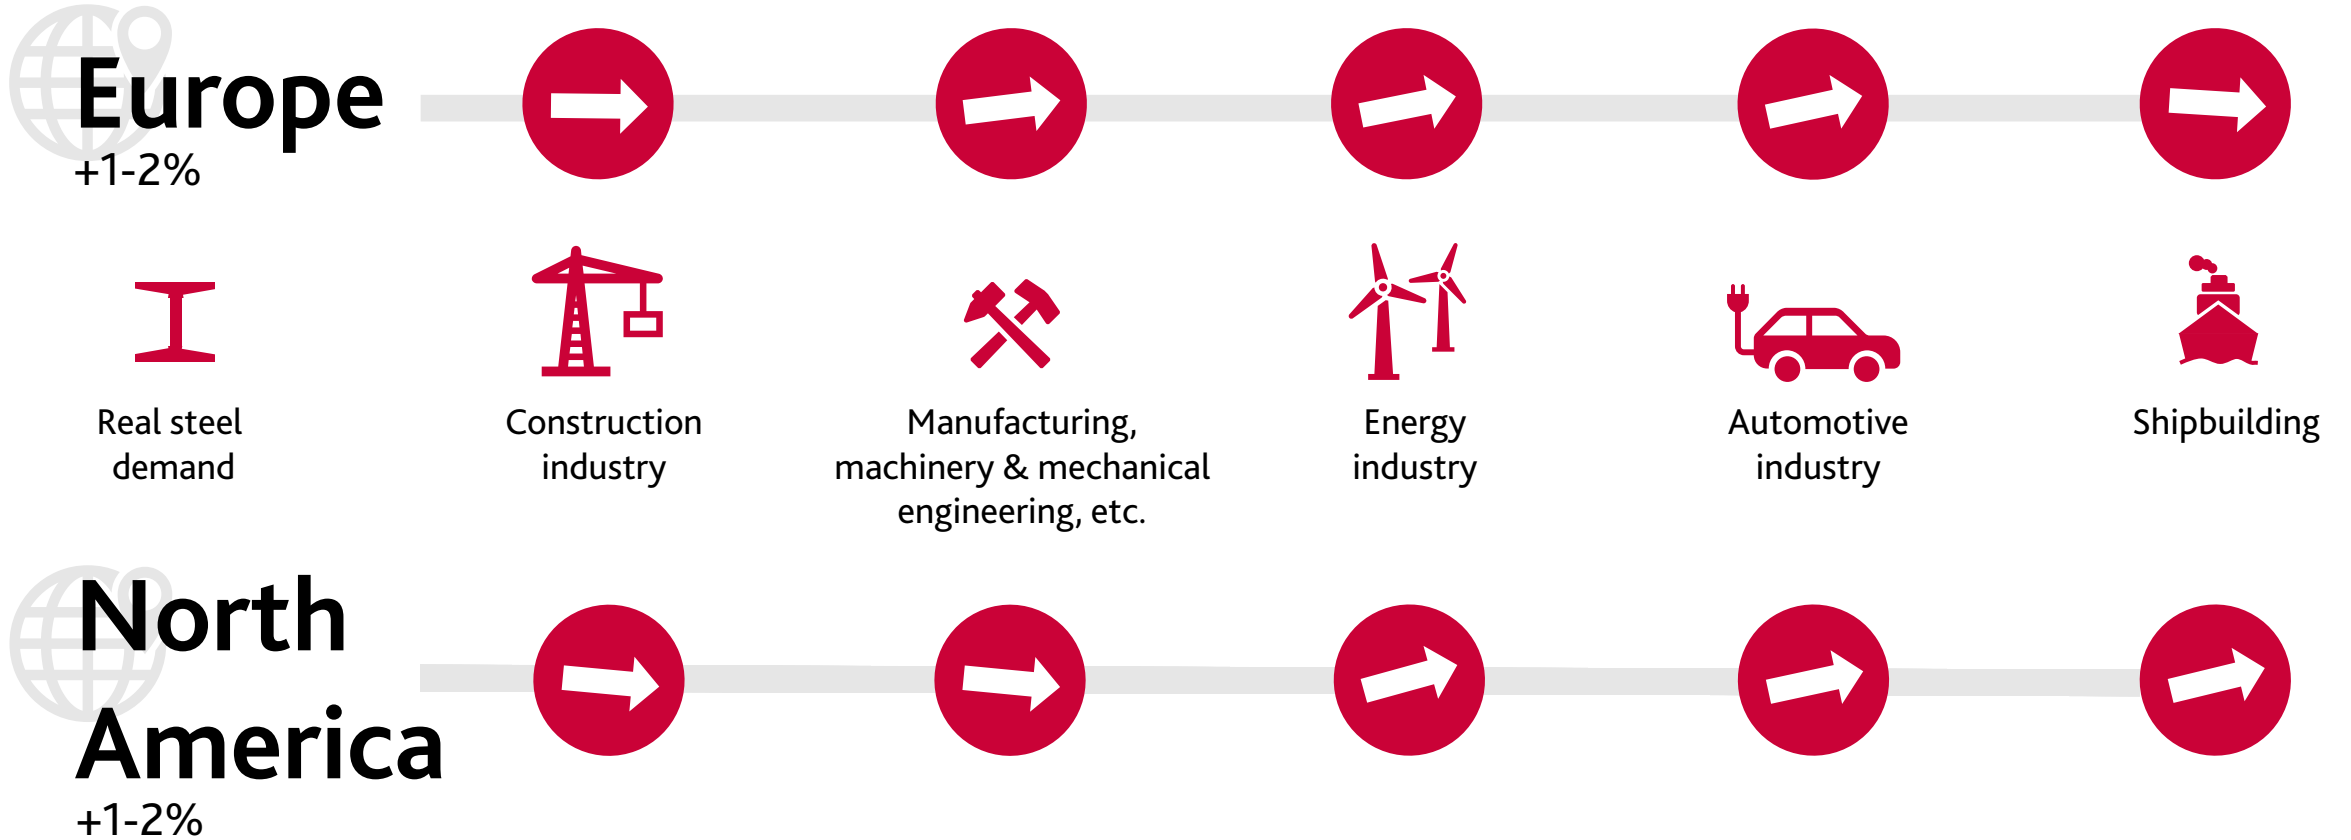 Europe
+1-2%
Real steel
demand
Construction
industry
Manufacturing,
machinery & mechanical
engineering, etc.
Energy
industry
Automotive
industry
Shipbuilding
North
America
+1-2%